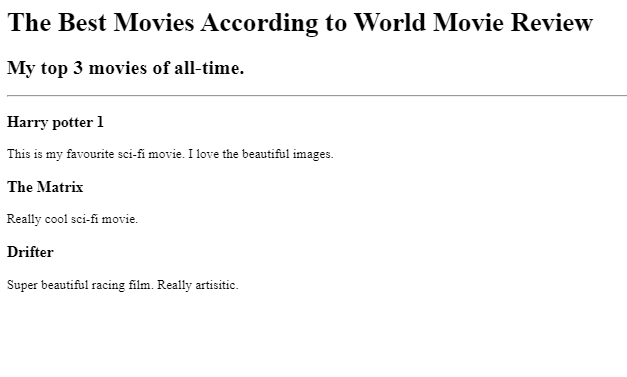 The Best Movies According to World Movie Review
My top 3 movies of all-time.
Harry potter 1
This is my favourite sci-fi movie. I love the beautiful images.
The Matrix
Really cool sci-fi movie.
Drifter
Super beautiful racing film. Really artisitic.